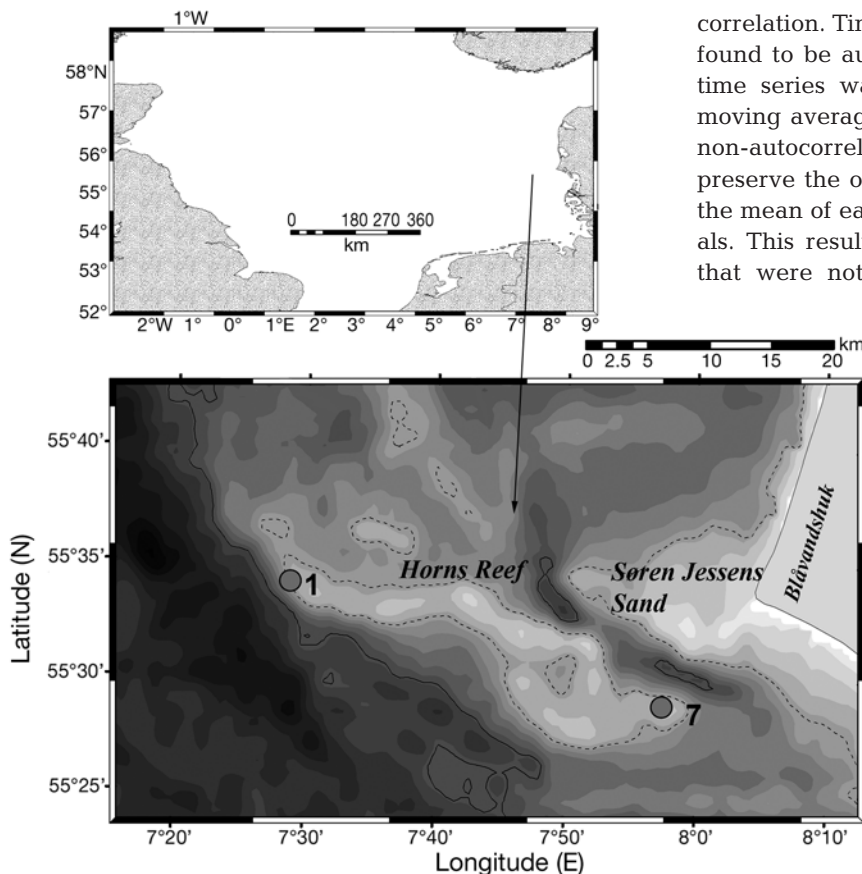 1°W
58°N
57°
56°
55°
54°
53°
52°
2°W 1° 0° 1°E 2° 3° 4° 5° 6° 7° 8° 9°
0 180 270 360
km
correlation. Tin
found to be au
time series wa
moving averag
non-autocorrel
preserve the o
the mean of ea
als. This resul
that were not
0 2.5 5 10 15 20 km
55°40'
55°35'
55°30'
55°25'
Latitude (N)
Horns Reef
Søren Jessens
Sand
Blåvandshuk
1
7
7°20' 7°30' 7°40' 7°50' 8°0' 8°10'
Longitude (E)